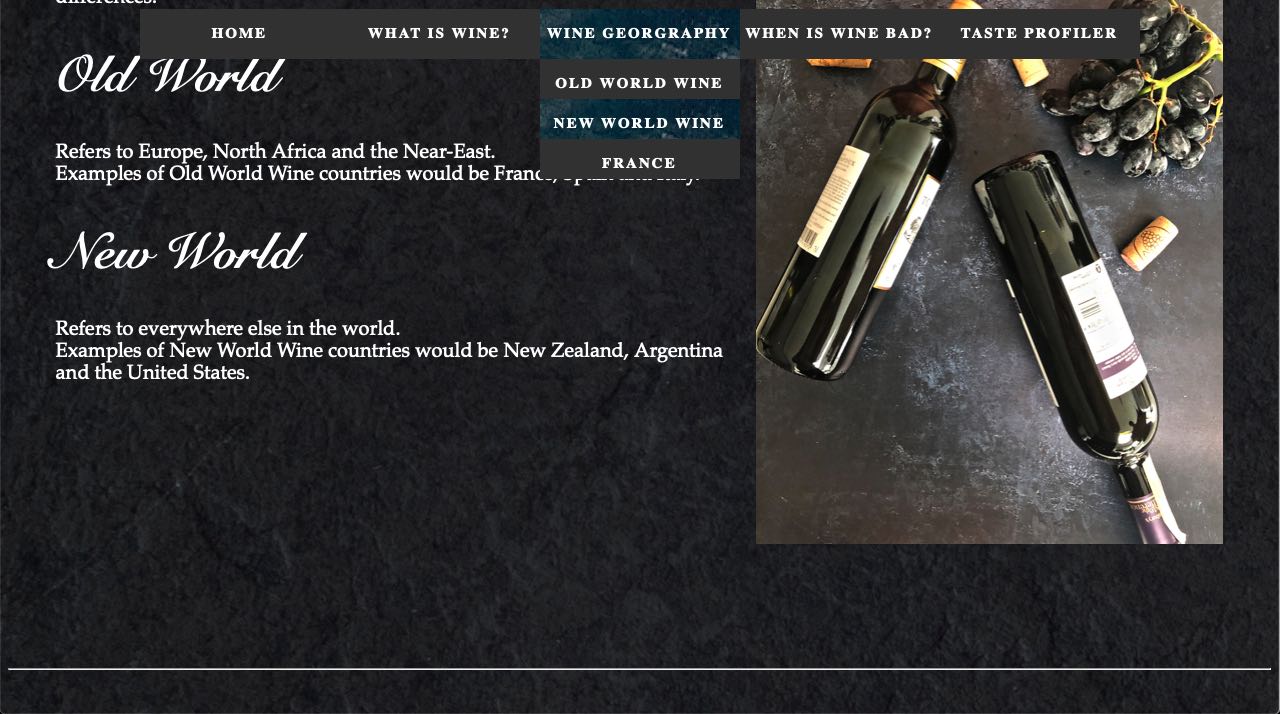 differences.
HOME WHAT IS WINE? WINE GEORGRAPHY WHEN IS WINE BAD? TASTE PROFILER
OLD WORLD WINE
NEW WORLD WINE
FRANCE
Old World
Refers to Europe, North Africa and the Near-East.
Examples of Old World Wine countries would be France, Spain and Italy.
New World
Refers to everywhere else in the world.
Examples of New World Wine countries would be New Zealand, Argentina
and the United States.